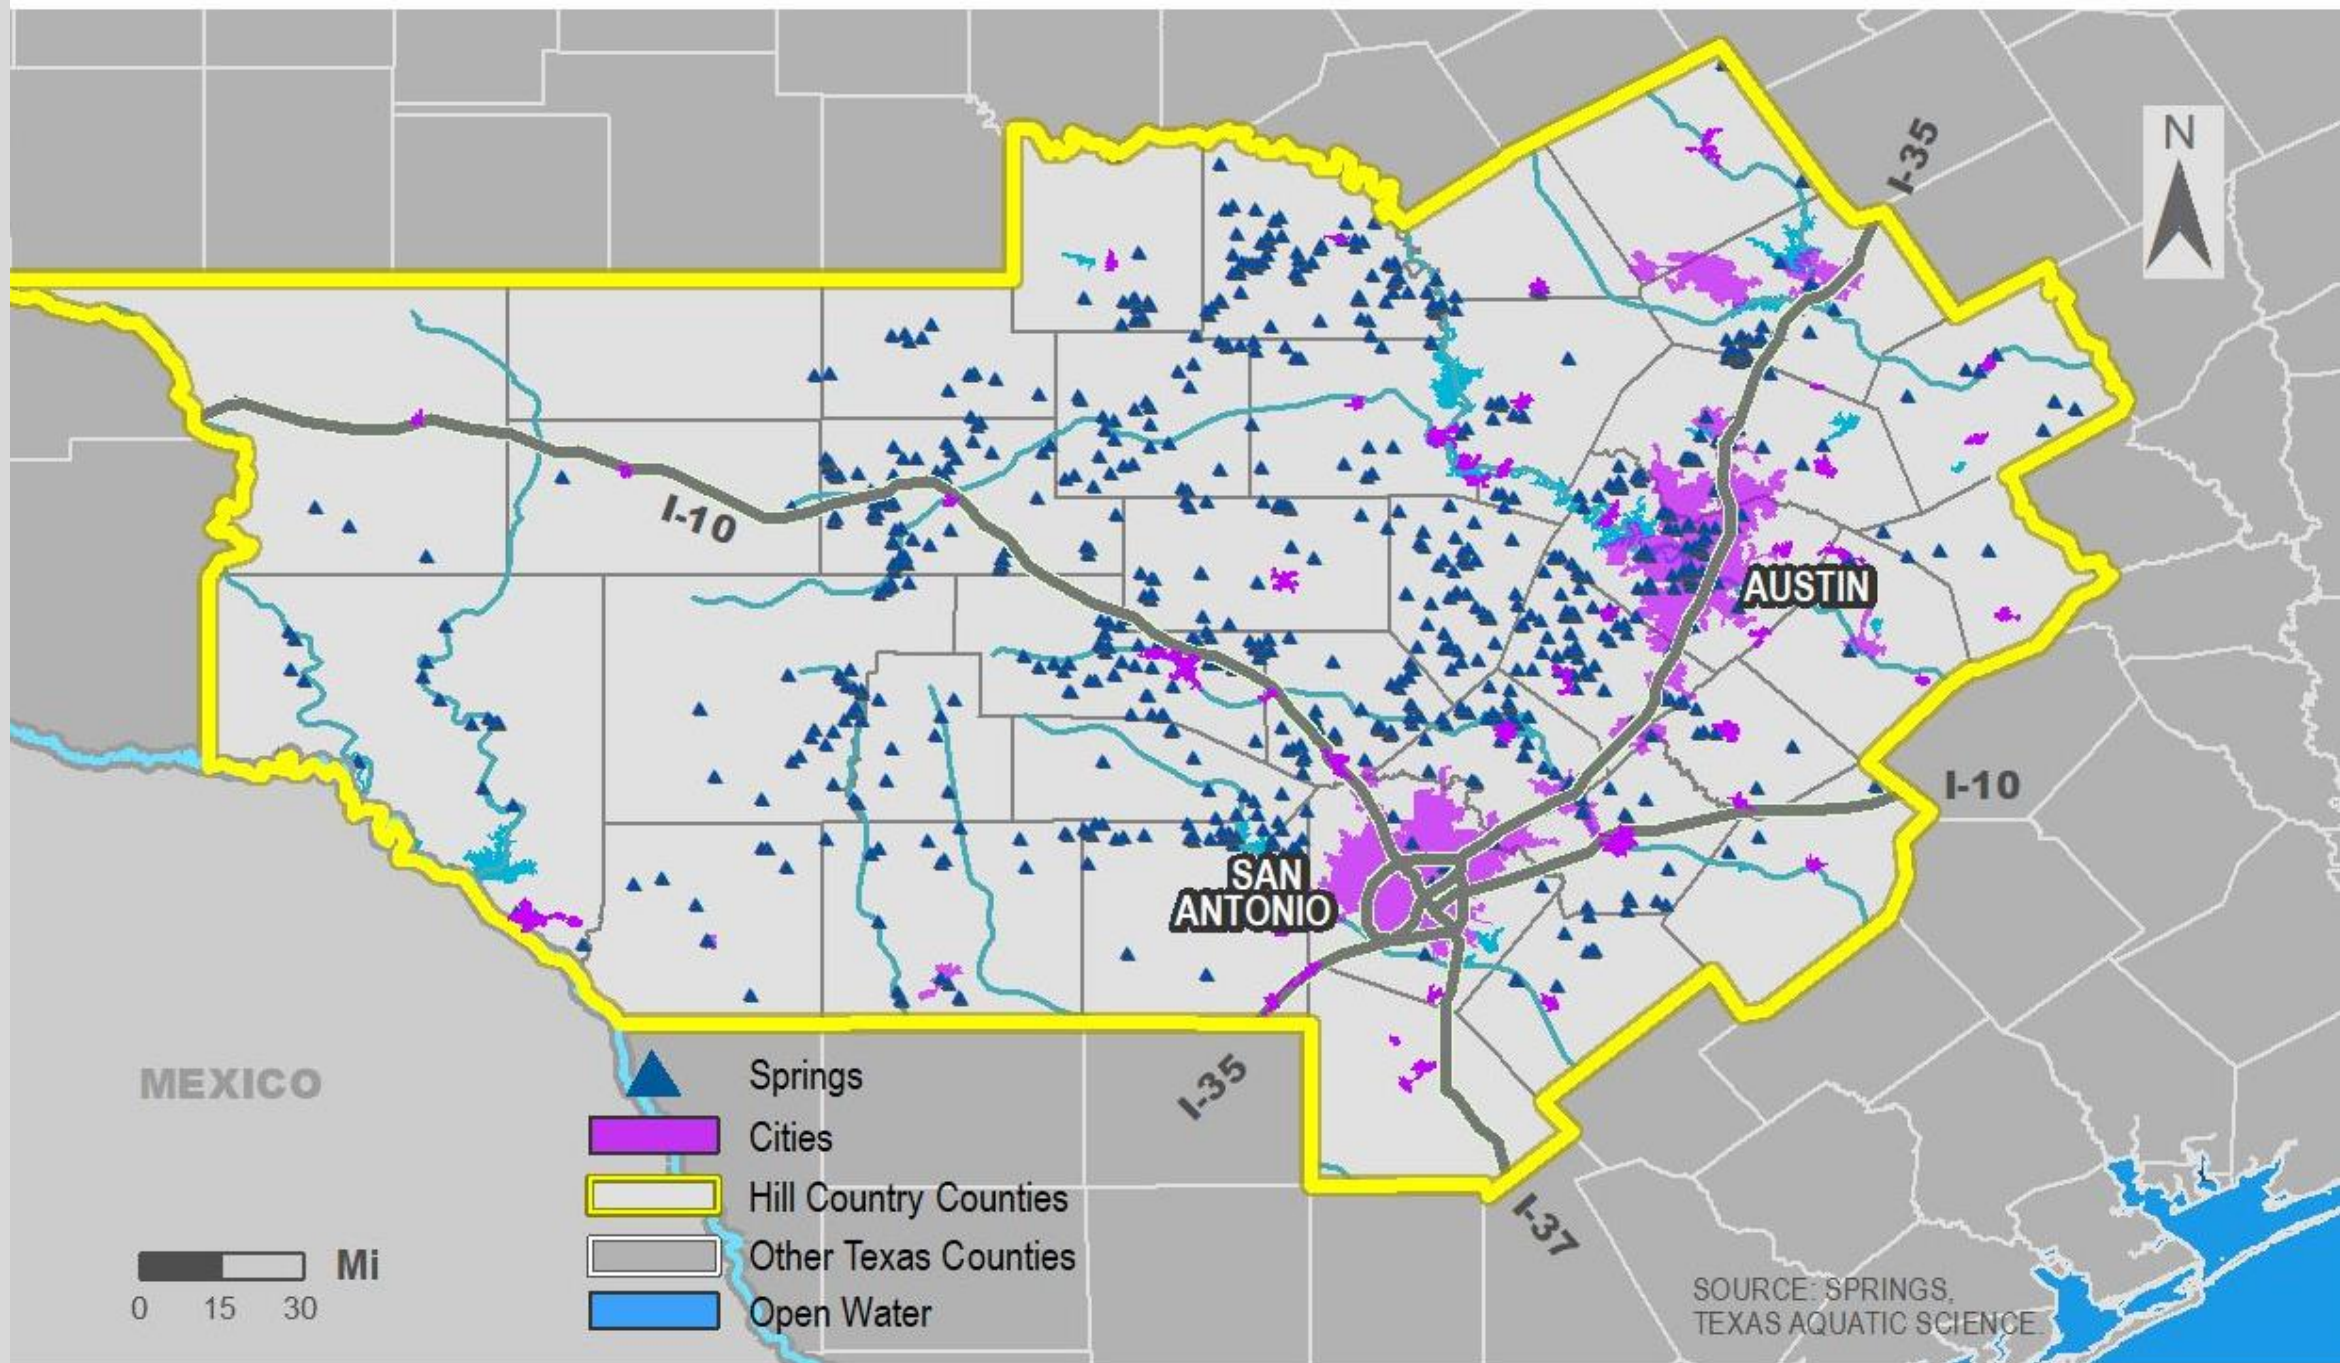 I-35
N
I-10
AUSTIN
I-10
SAN
ANTONIO
MEXICO
I-35
I-37
Springs
Cities
Hill Country Counties
Other Texas Counties
Open Water
Mi
0 15 30
SOURCE: SPRINGS,
TEXAS AQUATIC SCIENCE.